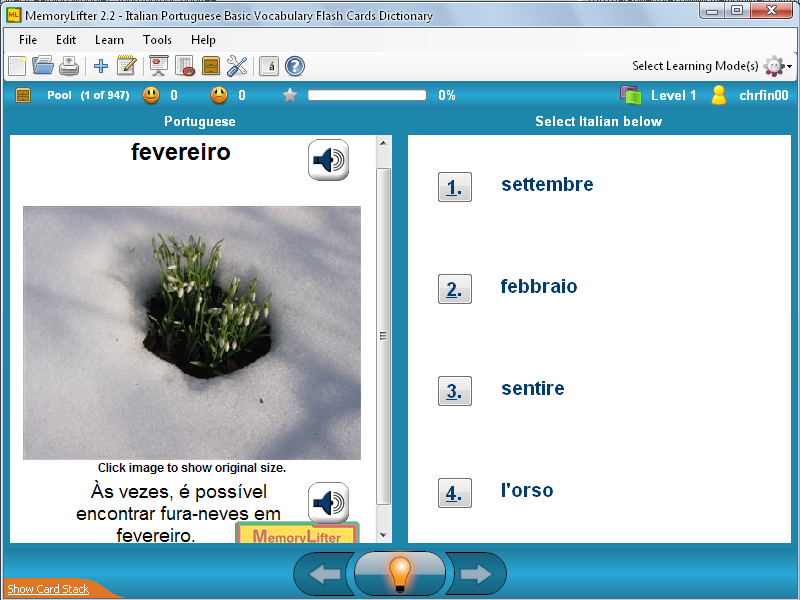 MemoryLifter 2.2 - Italian Portuguese Basic Vocabulary Flash Cards Dictionary
File Edit Learn Tools Help
á ? Select Learning Mode(s)
Pool (1 of 947) 0 0 0% Level 1 chrfin00
Portuguese
Select Italian below
fevereiro
1. settembre
2. febbraio
3. sentire
4. l'orso
Click image to show original size.
Às vezes, é possível
encontrar fura-neves em
fevereiro.
MemoryLifter
Show Card Stack